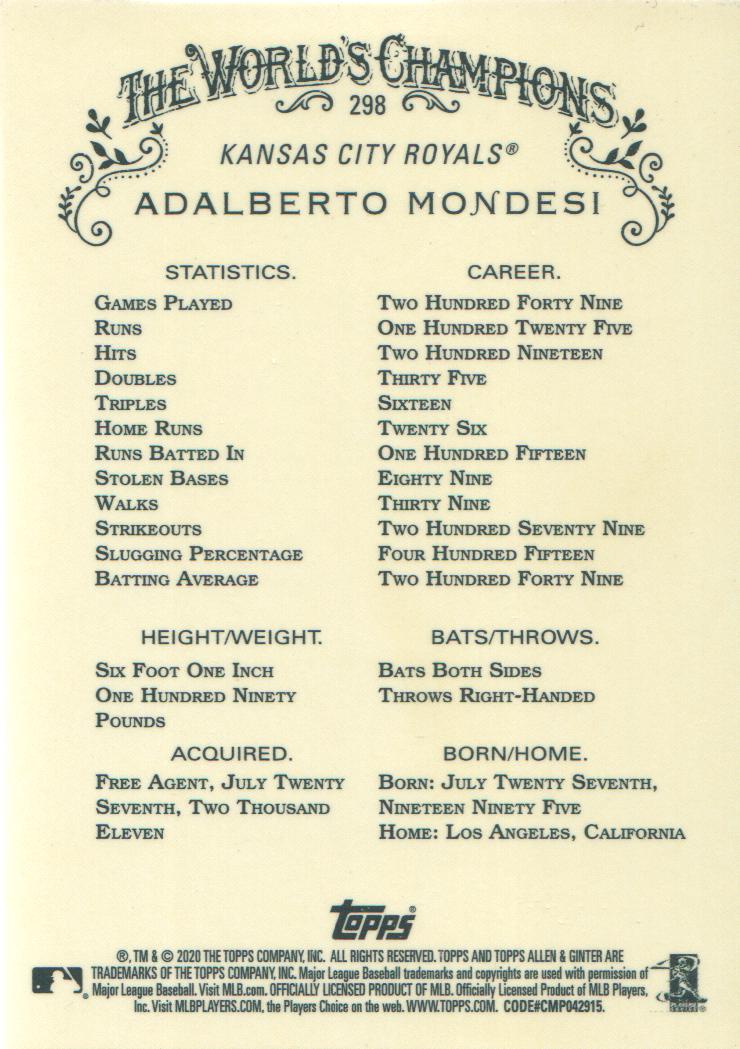 THE WORLD'S CHAMPIONS
298
KANSAS CITY ROYALS®
ADALBERTO MONDESI
STATISTICS. CAREER.
GAMES PLAYED TWO HUNDRED FORTY NINE
RUNS ONE HUNDRED TWENTY FIVE
HITS TWO HUNDRED NINETEEN
DOUBLES THIRTY FIVE
TRIPLES SIXTEEN
HOME RUNS TWENTY SIX
RUNS BATTED IN ONE HUNDRED FIFTEEN
STOLEN BASES EIGHTY NINE
WALKS THIRTY NINE
STRIKEOUTS TWO HUNDRED SEVENTY NINE
SLUGGING PERCENTAGE FOUR HUNDRED FIFTEEN
BATTING AVERAGE TWO HUNDRED FORTY NINE
HEIGHT/WEIGHT.
SIX FOOT ONE INCH
ONE HUNDRED NINETY
POUNDS
BATS/THROWS.
BATS BOTH SIDES
THROWS RIGHT-HANDED
ACQUIRED.
FREE AGENT, JULY TWENTY
SEVENTH, TWO THOUSAND
ELEVEN
BORN/HOME.
BORN: JULY TWENTY SEVENTH,
NINETEEN NINETY FIVE
HOME: LOS ANGELES, CALIFORNIA
Topps®
®, TM & © 2020 THE TOPPS COMPANY, INC. ALL RIGHTS RESERVED. TOPPS AND TOPPS ALLEN & GINTER ARE
TRADEMARKS OF THE TOPPS COMPANY, INC. Major League Baseball trademarks and copyrights are used with permission of
Major League Baseball. Visit MLB.com. OFFICIALLY LICENSED PRODUCT OF MLB. Officially Licensed Product of MLB Players,
Inc. Visit MLBPLAYERS.com, the Players Choice on the web. WWW.TOPPS.COM. CODE#CMP042915.